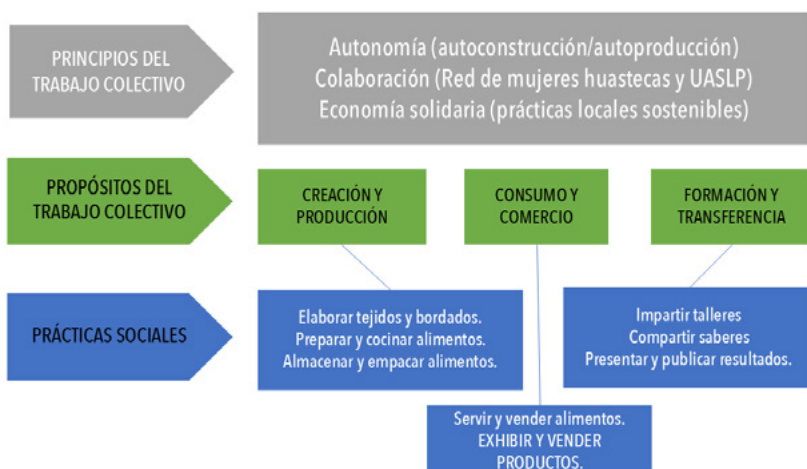 PRINCIPIOS DEL
TRABAJO COLECTIVO
Autonomía (autoconstrucción/autoproducción)
Colaboración (Red de mujeres huastecas y UASLP)
Economía solidaria (prácticas locales sostenibles)
PROPÓSITOS DEL
TRABAJO COLECTIVO
CREACIÓN Y
PRODUCCIÓN
CONSUMO Y
COMERCIO
FORMACIÓN Y
TRANSFERENCIA
PRÁCTICAS SOCIALES
Elaborar tejidos y bordados.
Preparar y cocinar alimentos.
Almacenar y empacar alimentos.
Impartir talleres
Compartir saberes
Presentar y publicar resultados.
Servir y vender alimentos.
EXHIBIR Y VENDER
PRODUCTOS.